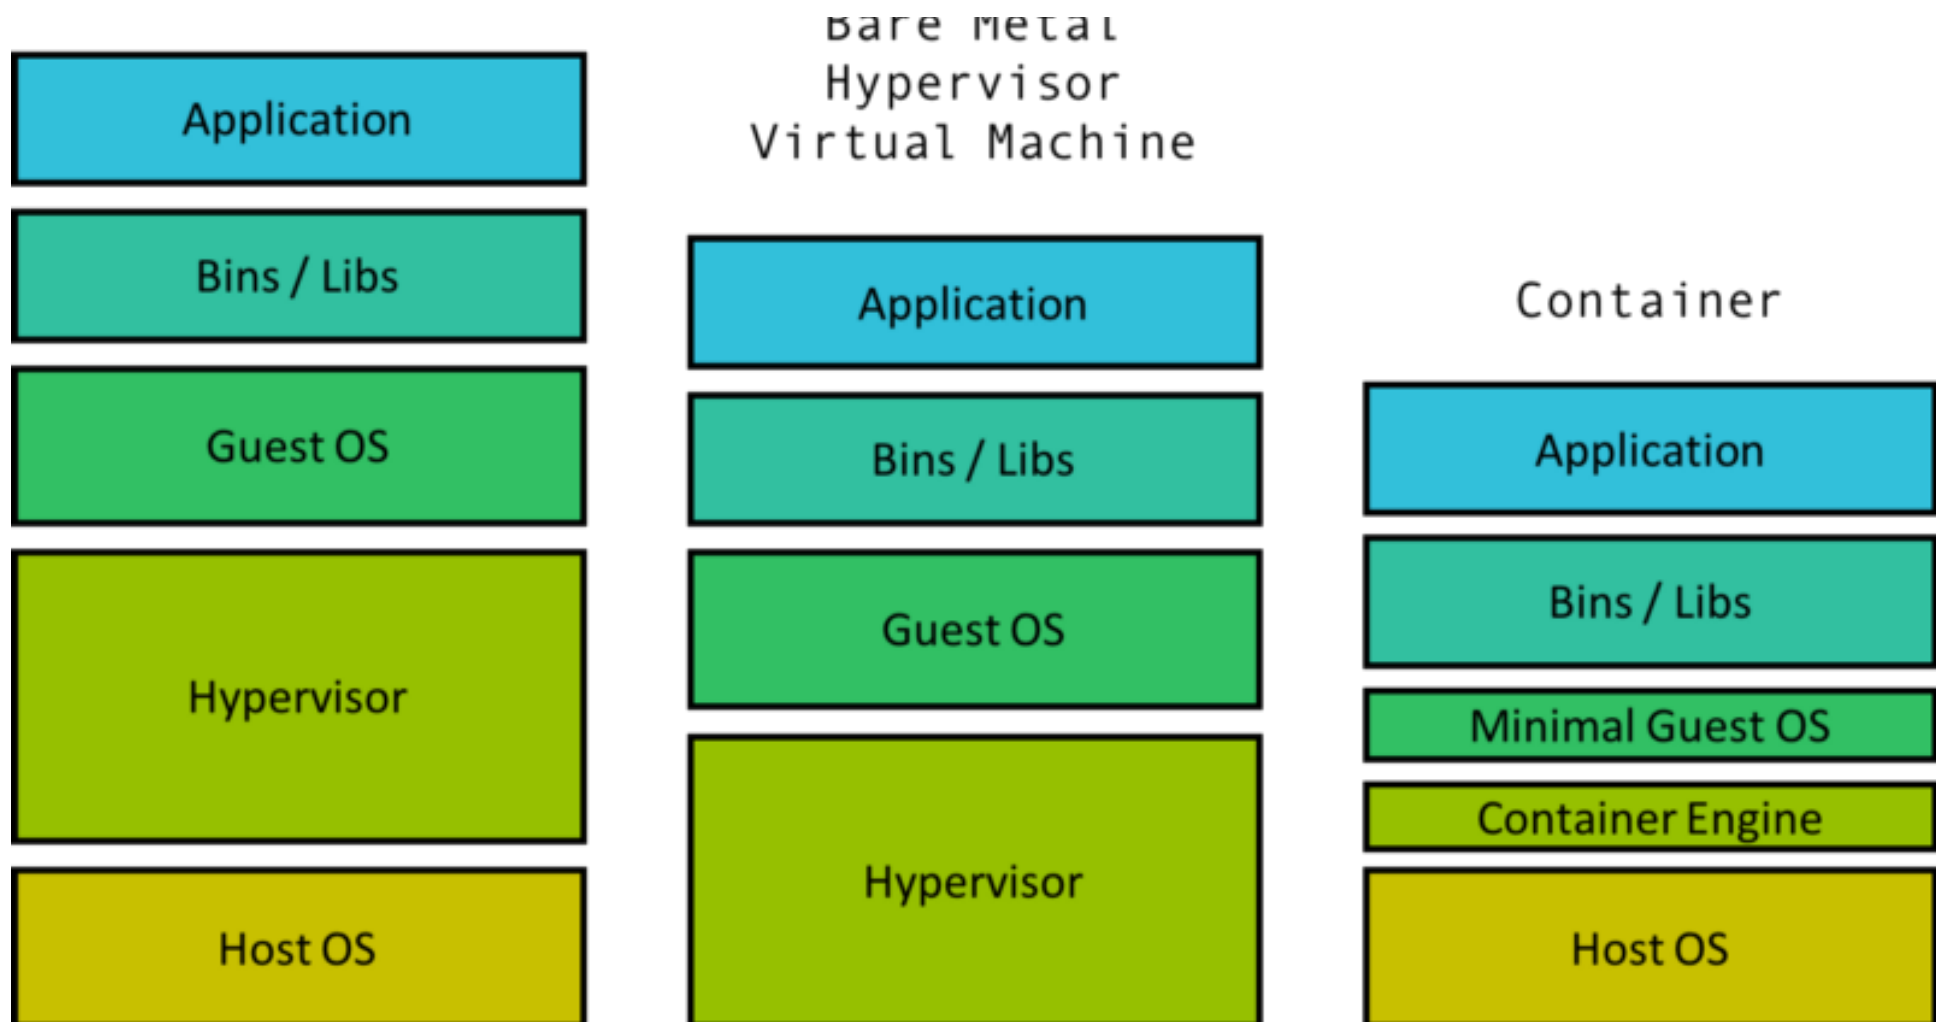 Application
Bins / Libs
Guest OS
Hypervisor
Host OS
Bare Metal
Hypervisor
Virtual Machine
Application
Bins / Libs
Guest OS
Hypervisor
Container
Application
Bins / Libs
Minimal Guest OS
Container Engine
Host OS